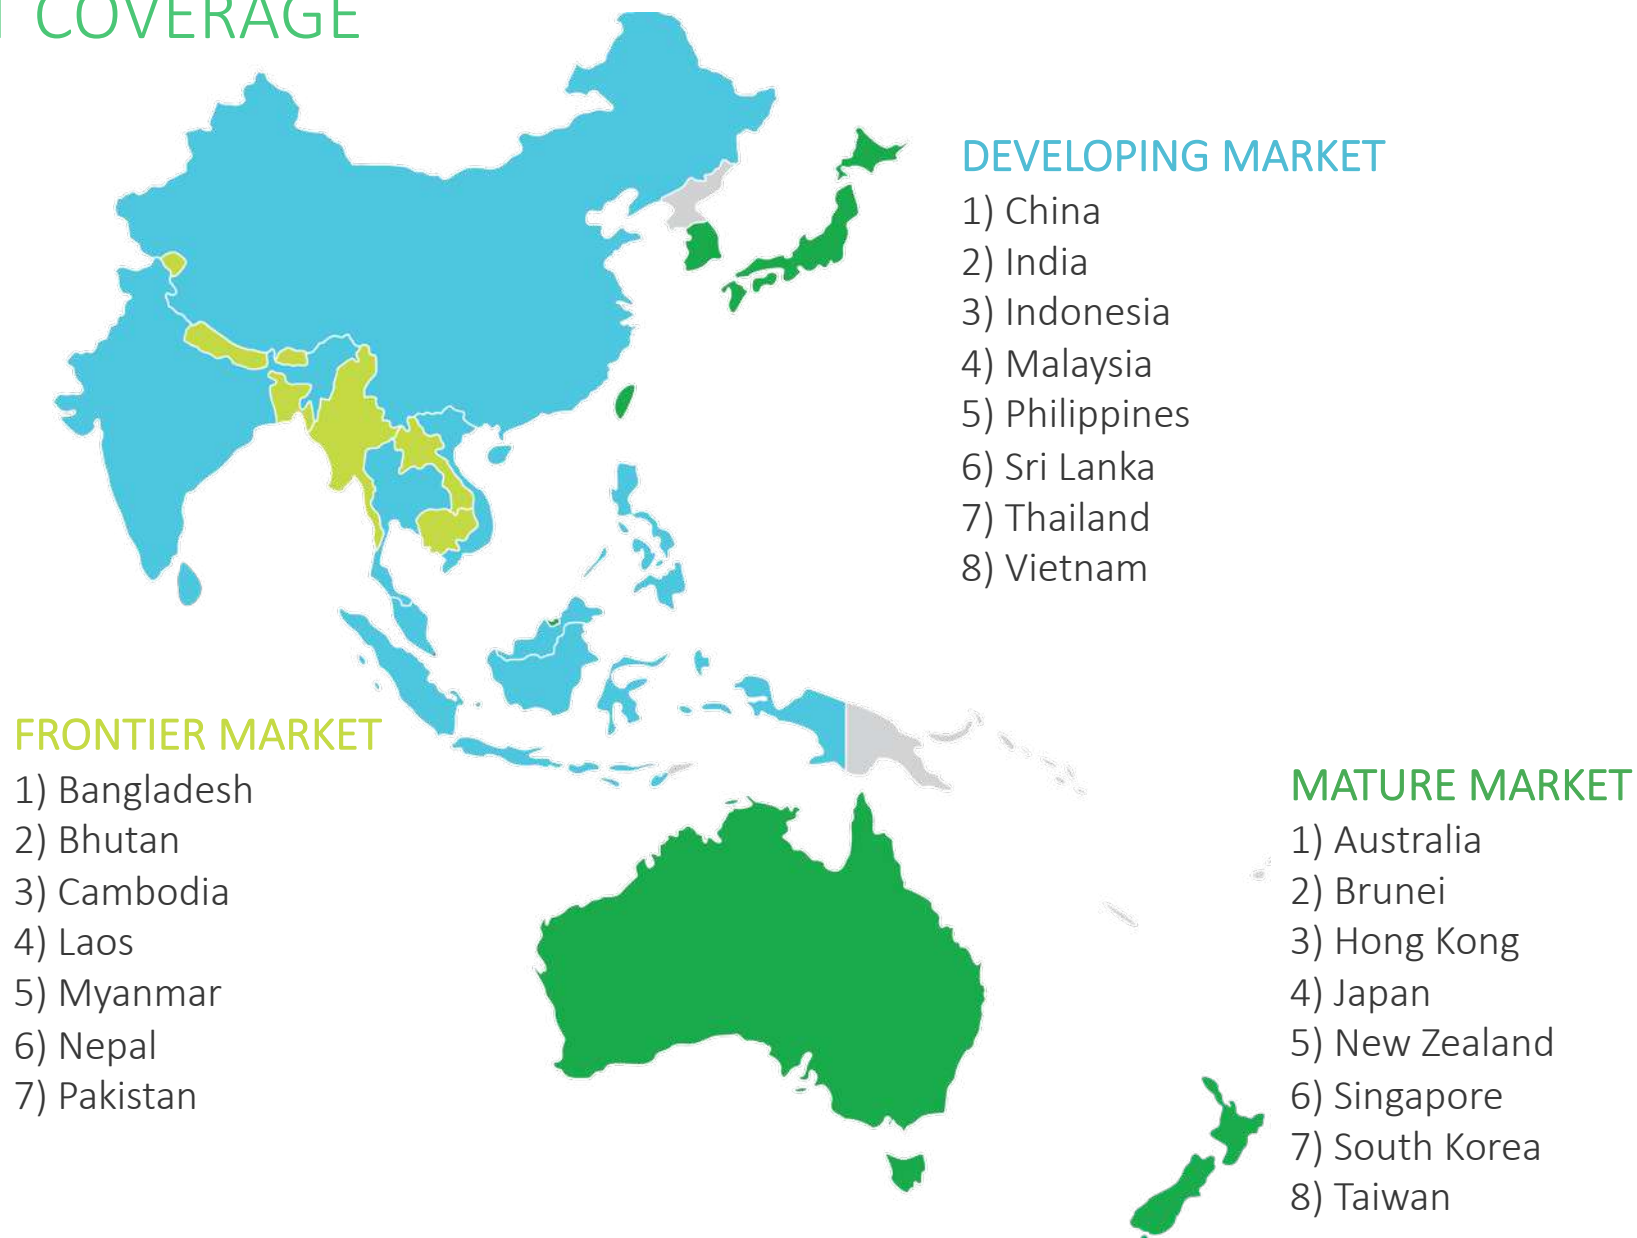 COVERAGE
DEVELOPING MARKET
1) China
2) India
3) Indonesia
4) Malaysia
5) Philippines
6) Sri Lanka
7) Thailand
8) Vietnam
FRONTIER MARKET
1) Bangladesh
2) Bhutan
3) Cambodia
4) Laos
5) Myanmar
6) Nepal
7) Pakistan
MATURE MARKET
1) Australia
2) Brunei
3) Hong Kong
4) Japan
5) New Zealand
6) Singapore
7) South Korea
8) Taiwan